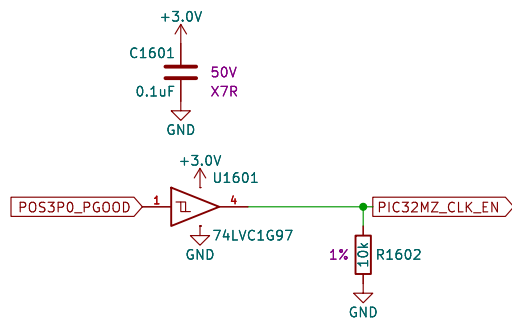 +3.0V
C1601
50V
0.1uF
X7R
GND
+3.0V
U1601
POS3P0_PGOOD
1
4
PIC32MZ_CLK_EN
74LVC1G97
GND
1%
10k
R1602
GND